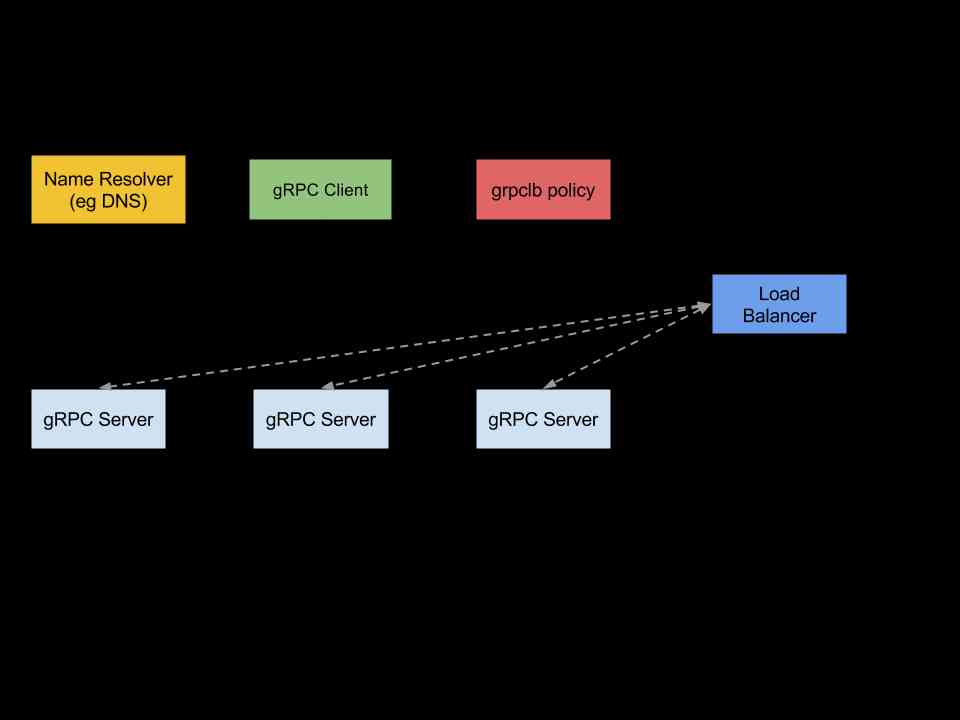 Name Resolver
(eg DNS)
gRPC Client
grpclb policy
Load
Balancer
gRPC Server
gRPC Server
gRPC Server